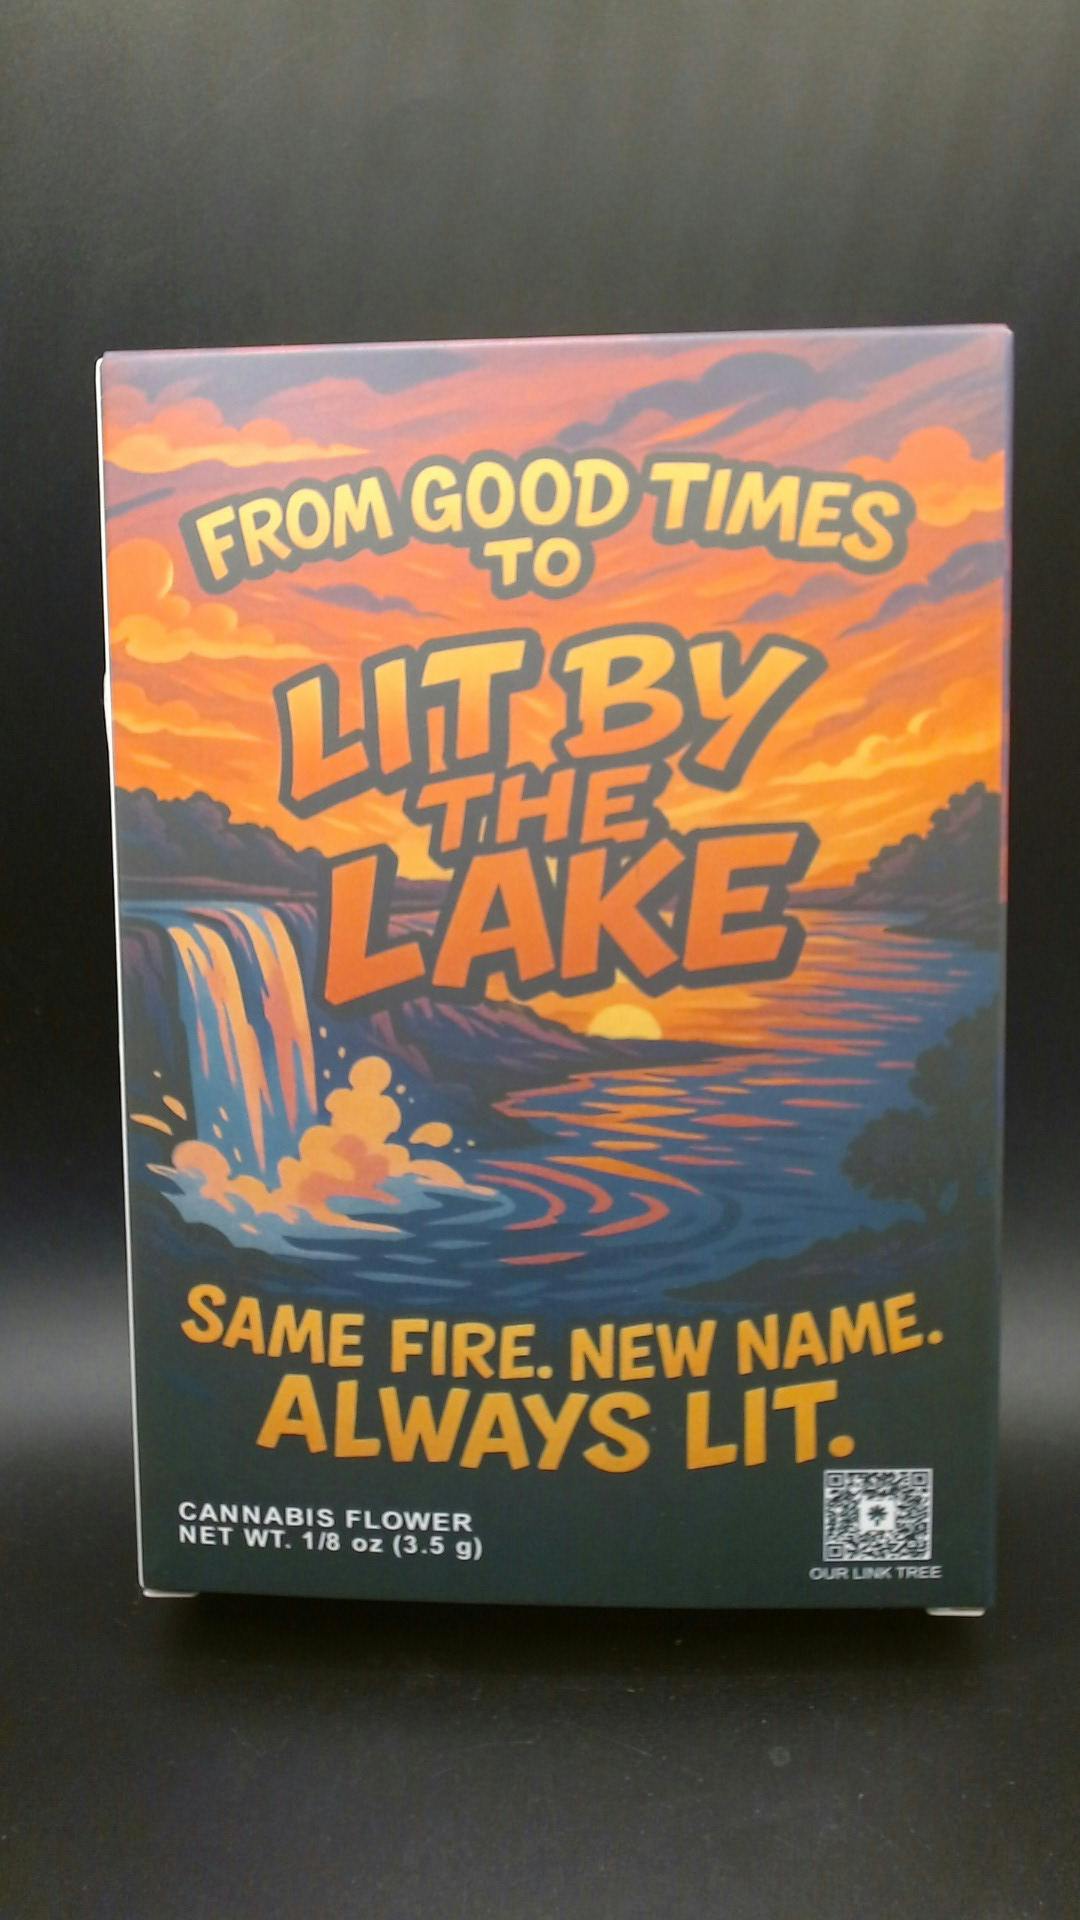 FROM GOOD TIMES
TO
LIT BY
THE
LAKE
SAME FIRE. NEW NAME.
ALWAYS LIT.
CANNABIS FLOWER
NET WT. 1/8 oz (3.5 g)
OUR LINK TREE